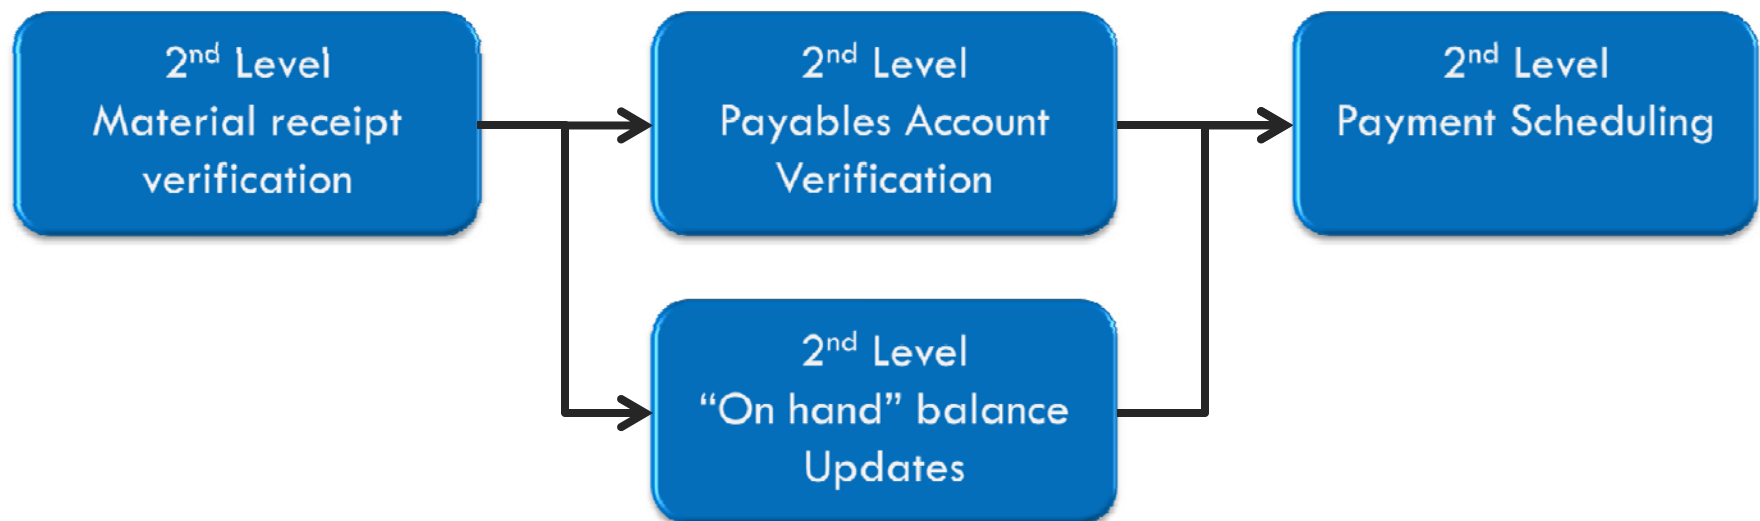 2nd Level
Material receipt
verification
2nd Level
Payables Account
Verification
2nd Level
Payment Scheduling
2nd Level
“On hand” balance
Updates